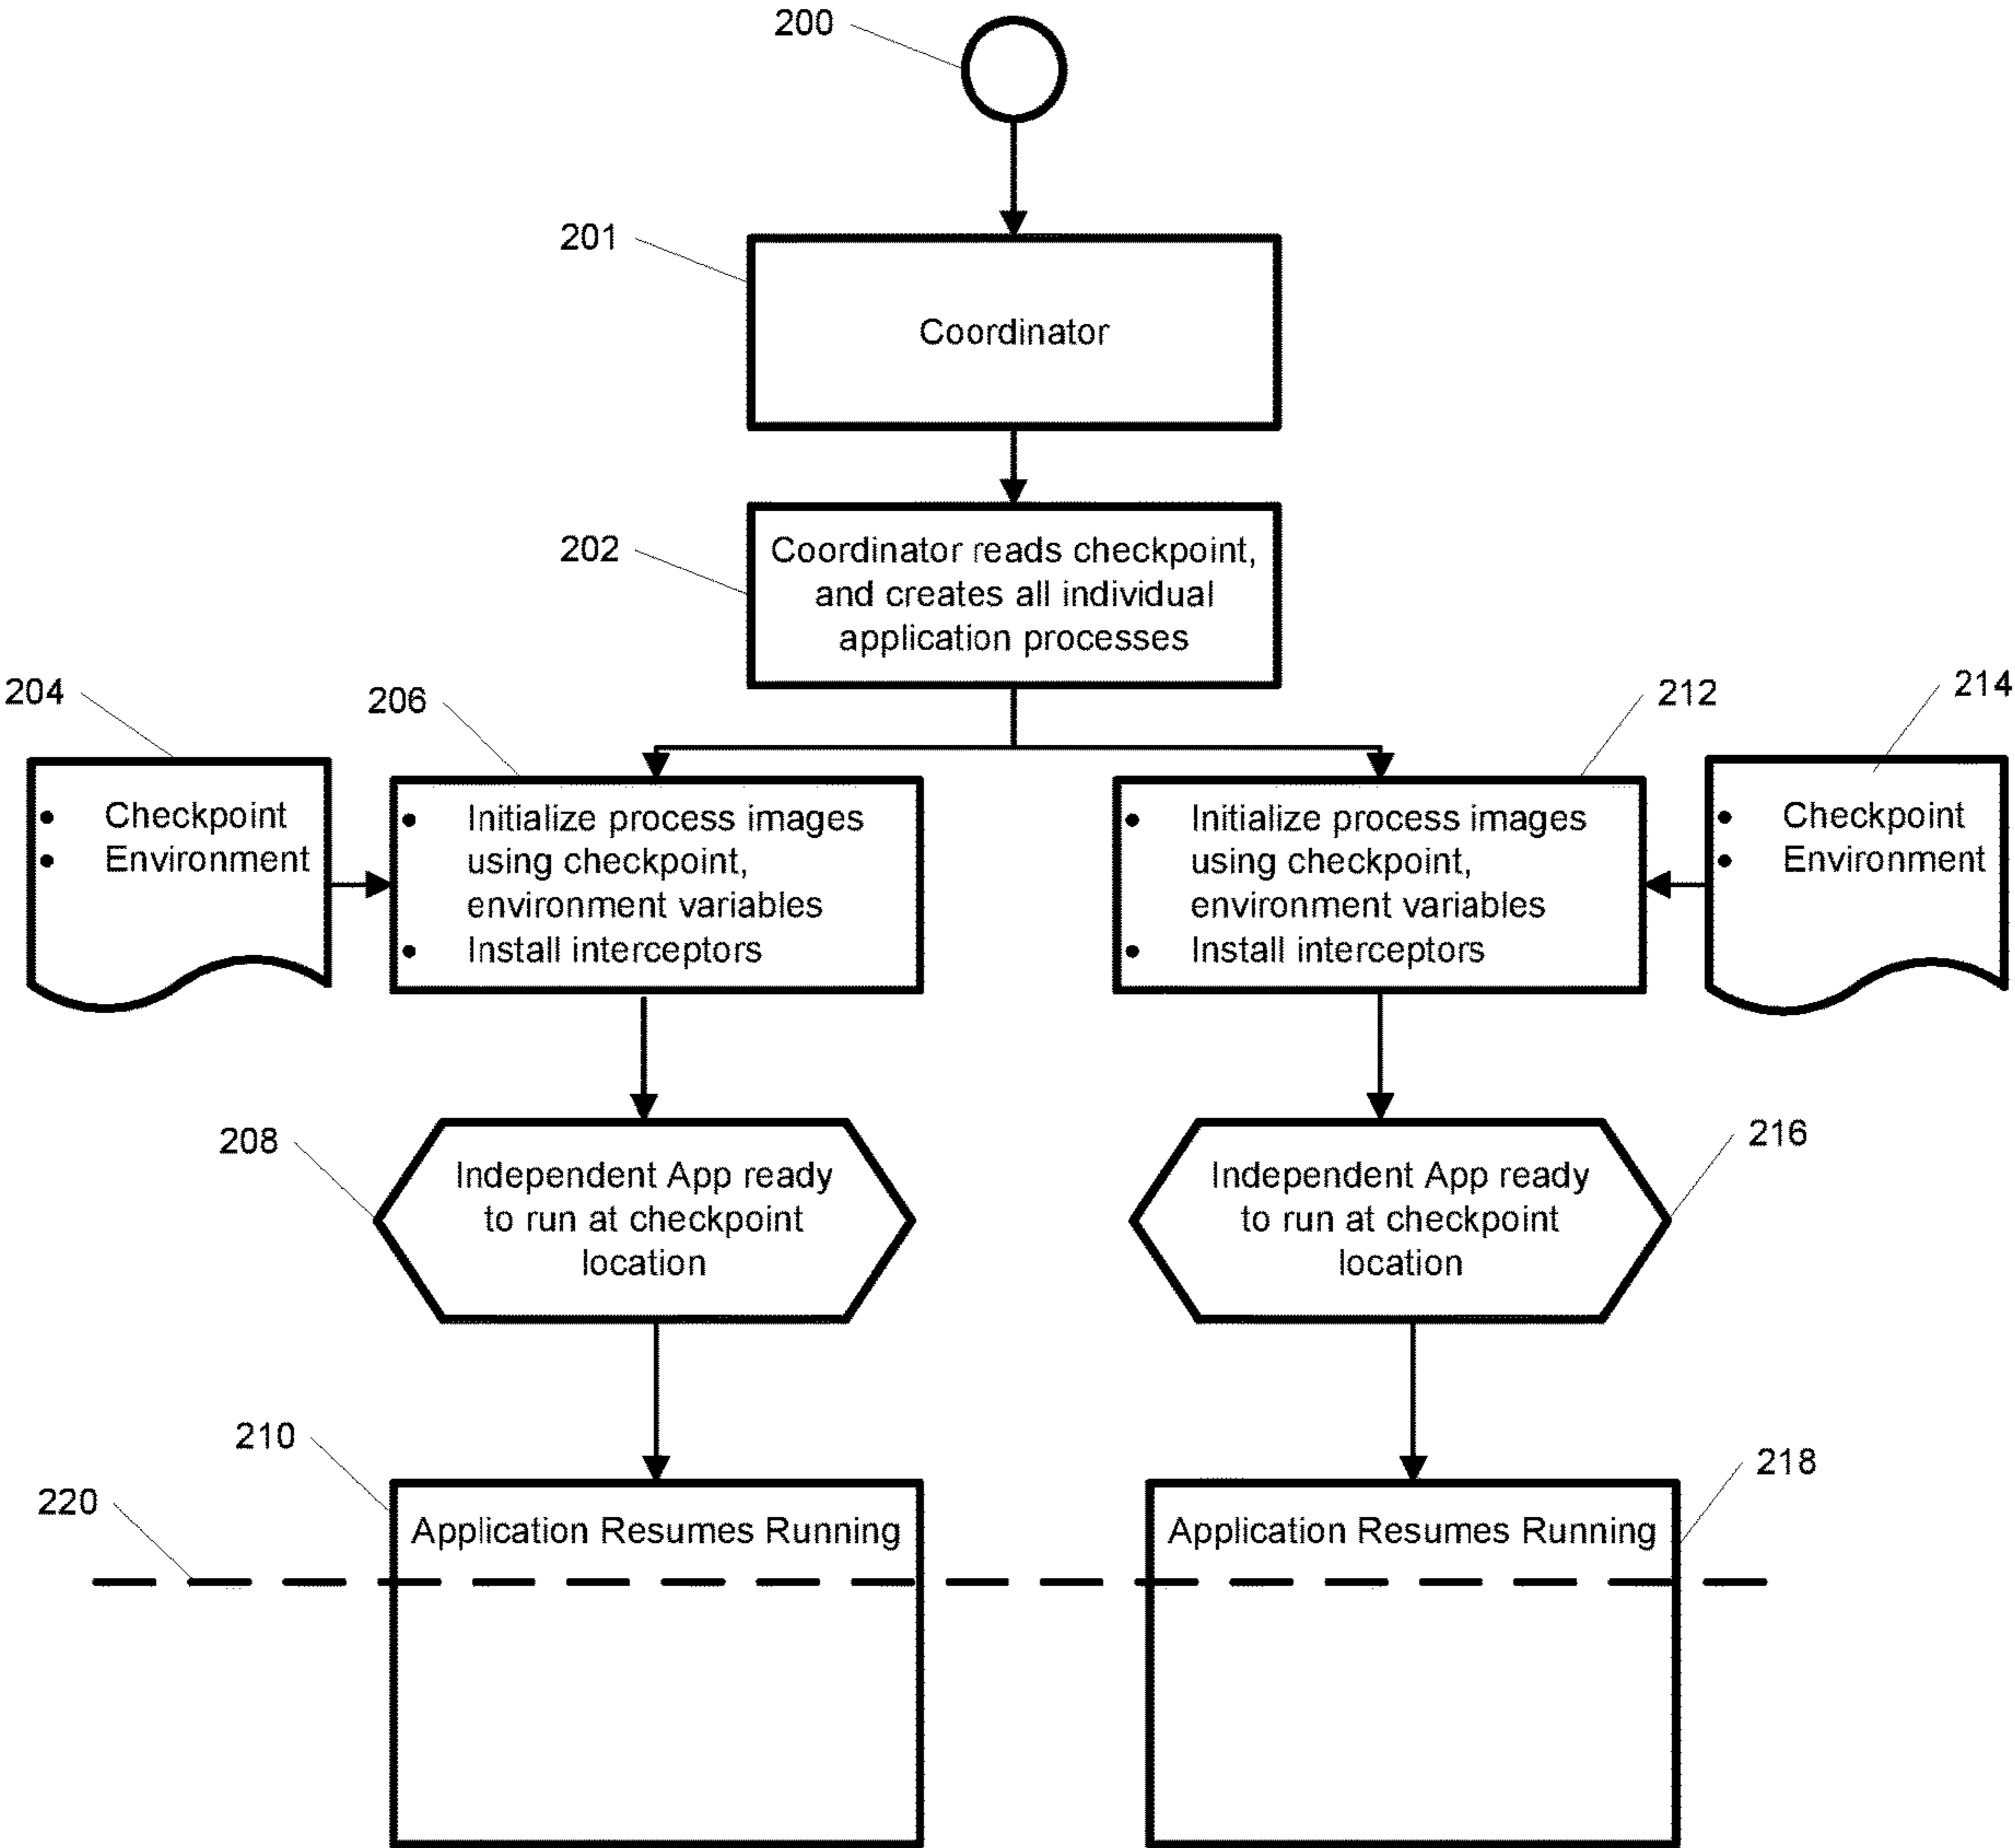 200
201
Coordinator
202
Coordinator reads checkpoint,
and creates all individual
application processes
204
206
212
214
• Checkpoint
• Environment
• Initialize process images
using checkpoint,
environment variables
• Install interceptors
• Initialize process images
using checkpoint,
environment variables
• Install interceptors
• Checkpoint
• Environment
208
Independent App ready
to run at checkpoint
location
216
Independent App ready
to run at checkpoint
location
210
218
220
Application Resumes Running
Application Resumes Running